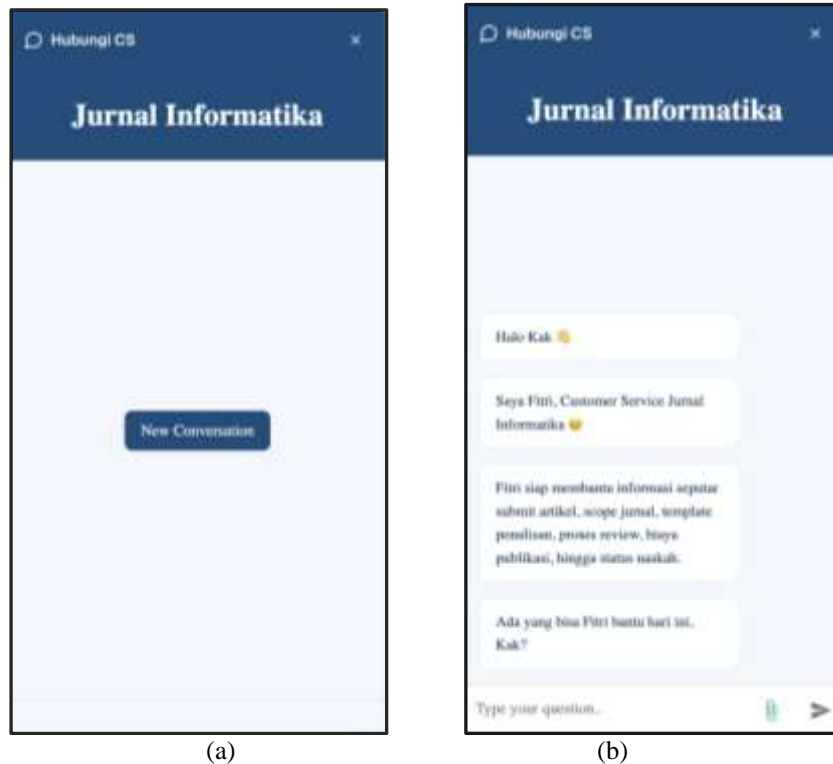 Hubungi CS
×
Jurnal Informatika
New Conversation
(a)
Hubungi CS
×
Jurnal Informatika
Halo Kak 👋
Saya Fitri, Customer Service Jurnal
Informatika 😊
Fitri siap membantu informasi seputar
submit artikel, scope jurnal, template
penulisan, proses review, biaya
publikasi, hingga status naskah.
Ada yang bisa Fitri bantu hari ini,
Kak?
Type your question...
(b)